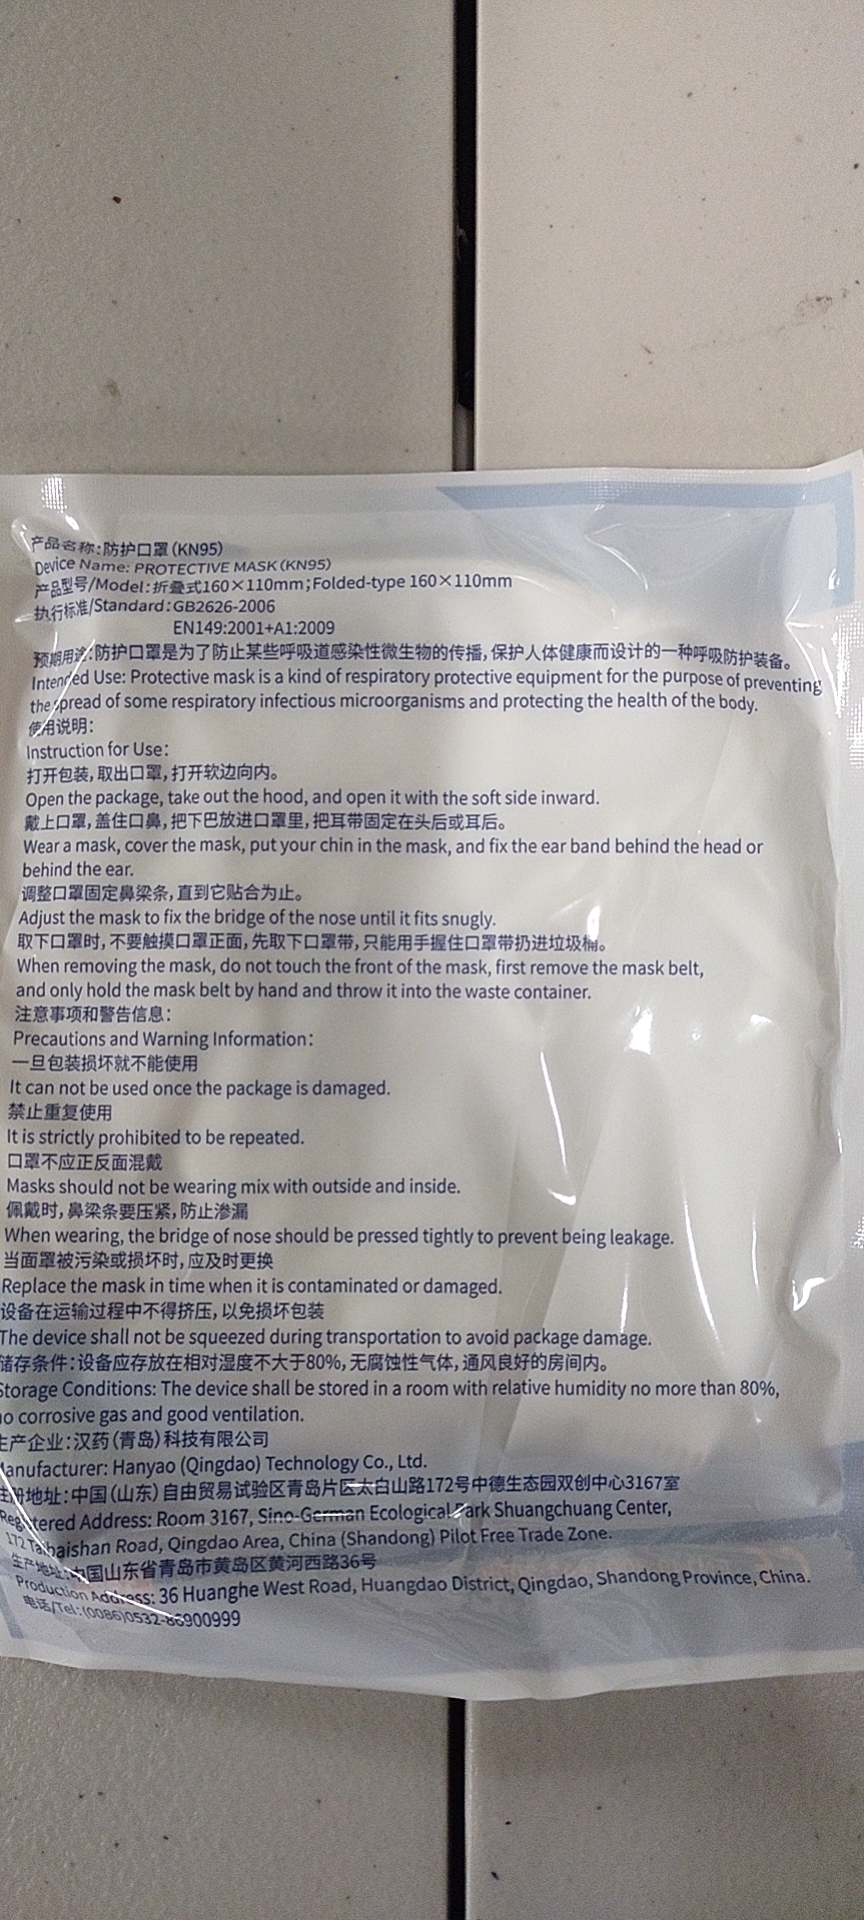 产品名称:防护口罩(KN95)
Device Name: PROTECTIVE MASK(KN95)
产品型号/Model:折叠式160×110mm;Folded-type 160×110mm
执行标准/Standard:GB2626-2006
EN149:2001+A1:2009
预期用途:防护口罩是为了防止某些呼吸道感染性微生物的传播,保护人体健康而设计的一种呼吸防护装备。
Intended Use: Protective mask is a kind of respiratory protective equipment for the purpose of preventing
the spread of some respiratory infectious microorganisms and protecting the health of the body.
使用说明:
Instruction for Use:
打开包装,取出口罩,打开软边向内。
Open the package, take out the hood, and open it with the soft side inward.
戴上口罩,盖住口鼻,把下巴放进口罩里,把耳带固定在头后或耳后。
Wear a mask, cover the mask, put your chin in the mask, and fix the ear band behind the head or
behind the ear.
调整口罩固定鼻梁条,直到它贴合为止。
Adjust the mask to fix the bridge of the nose until it fits snugly.
取下口罩时,不要触摸口罩正面,先取下口罩带,只能用手握住口罩带扔进垃圾桶。
When removing the mask, do not touch the front of the mask, first remove the mask belt,
and only hold the mask belt by hand and throw it into the waste container.
注意事项和警告信息:
Precautions and Warning Information:
一旦包装损坏就不能使用
It can not be used once the package is damaged.
禁止重复使用
It is strictly prohibited to be repeated.
口罩不应正反面混戴
Masks should not be wearing mix with outside and inside.
佩戴时,鼻梁条要压紧,防止渗漏
When wearing, the bridge of nose should be pressed tightly to prevent being leakage.
当面罩被污染或损坏时,应及时更换
Replace the mask in time when it is contaminated or damaged.
设备在运输过程中不得挤压,以免损坏包装
The device shall not be squeezed during transportation to avoid package damage.
储存条件:设备应存放在相对湿度不大于80%,无腐蚀性气体,通风良好的房间内。
Storage Conditions: The device shall be stored in a room with relative humidity no more than 80%,
no corrosive gas and good ventilation.
生产企业:汉药(青岛)科技有限公司
Manufacturer: Hanyao (Qingdao) Technology Co., Ltd.
注册地址:中国(山东)自由贸易试验区青岛片区太白山路172号中德生态园双创中心3167室
Registered Address: Room 3167, Sino-German Ecological Park Shuangchuang Center,
172 Taibaishan Road, Qingdao Area, China (Shandong) Pilot Free Trade Zone.
生产地址:中国山东省青岛市黄岛区黄河西路36号
Production Address: 36 Huanghe West Road, Huangdao District, Qingdao, Shandong Province, China.
电话/Tel:(0086)0532-86900999